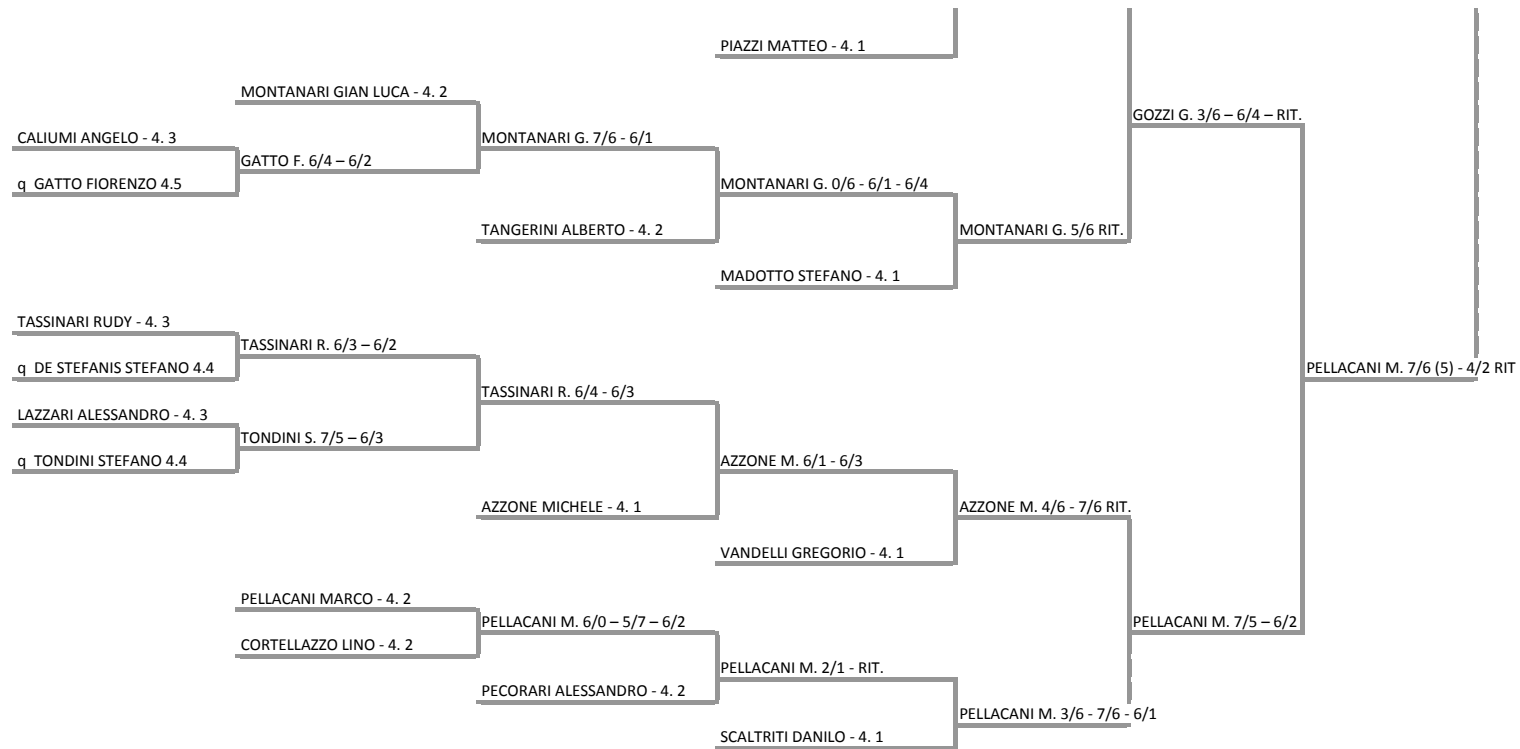 PIAZZI MATTEO - 4. 1
MONTANARI GIAN LUCA - 4. 2
GOZZI G. 3/6 – 6/4 – RIT.
CALIUMI ANGELO - 4. 3
MONTANARI G. 7/6 - 6/1
GATTO F. 6/4 – 6/2
q GATTO FIORENZO 4.5
MONTANARI G. 0/6 - 6/1 - 6/4
TANGERINI ALBERTO - 4. 2
MONTANARI G. 5/6 RIT.
MADOTTO STEFANO - 4. 1
TASSINARI RUDY - 4. 3
TASSINARI R. 6/3 – 6/2
q DE STEFANIS STEFANO 4.4
PELLACANI M. 7/6 (5) - 4/2 RIT
TASSINARI R. 6/4 - 6/3
LAZZARI ALESSANDRO - 4. 3
TONDINI S. 7/5 – 6/3
q TONDINI STEFANO 4.4
AZZONE M. 6/1 - 6/3
AZZONE MICHELE - 4. 1
AZZONE M. 4/6 - 7/6 RIT.
VANDELLI GREGORIO - 4. 1
PELLACANI MARCO - 4. 2
PELLACANI M. 6/0 – 5/7 – 6/2
PELLACANI M. 7/5 – 6/2
CORTELLAZZO LINO - 4. 2
PELLACANI M. 2/1 - RIT.
PECORARI ALESSANDRO - 4. 2
PELLACANI M. 3/6 - 7/6 - 6/1
SCALTRITI DANILO - 4. 1